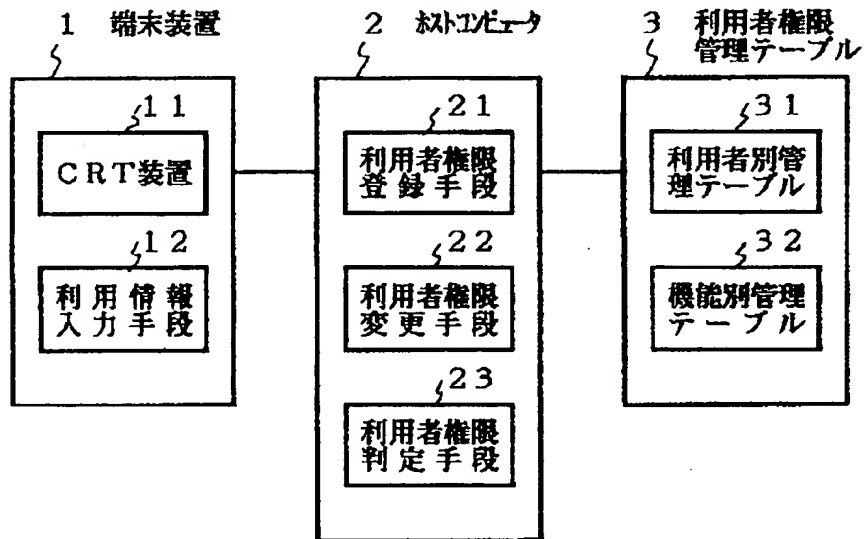 1 端末装置
2 ホストコンピュータ
3 利用者権限
管理テーブル
11
CRT装置
12
利用情報
入力手段
21
利用者権限
登録手段
22
利用者権限
変更手段
23
利用者権限
判定手段
31
利用者別管
理テーブル
32
機能別管理
テーブル